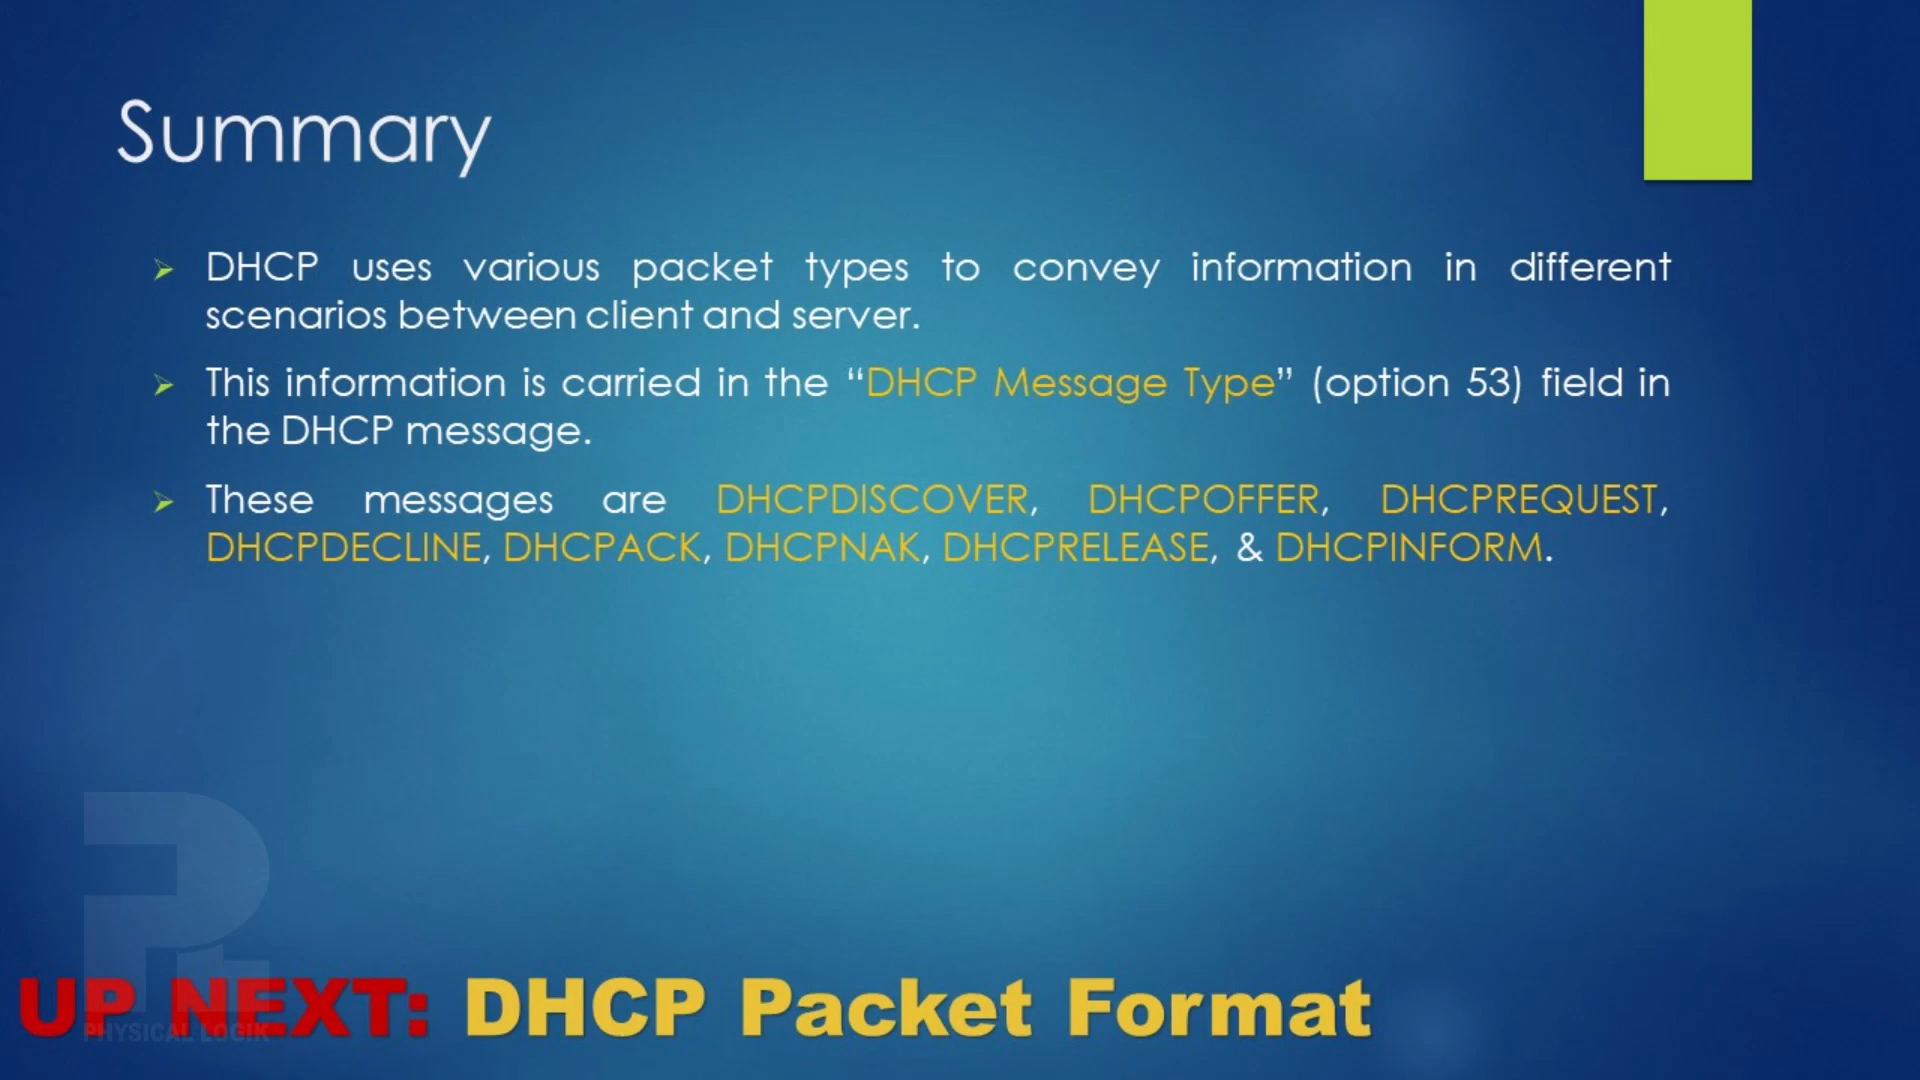 Summary
DHCP uses various packet types to convey information in different
scenarios between client and server.
This information is carried in the “DHCP Message Type” (option 53) field in
the DHCP message.
These messages are DHCPDISCOVER, DHCPOFFER, DHCPREQUEST,
DHCPDECLINE, DHCPACK, DHCPNAK, DHCPRELEASE, & DHCPINFORM.
UP NEXT: DHCP Packet Format
PHYSICAL LOGIK